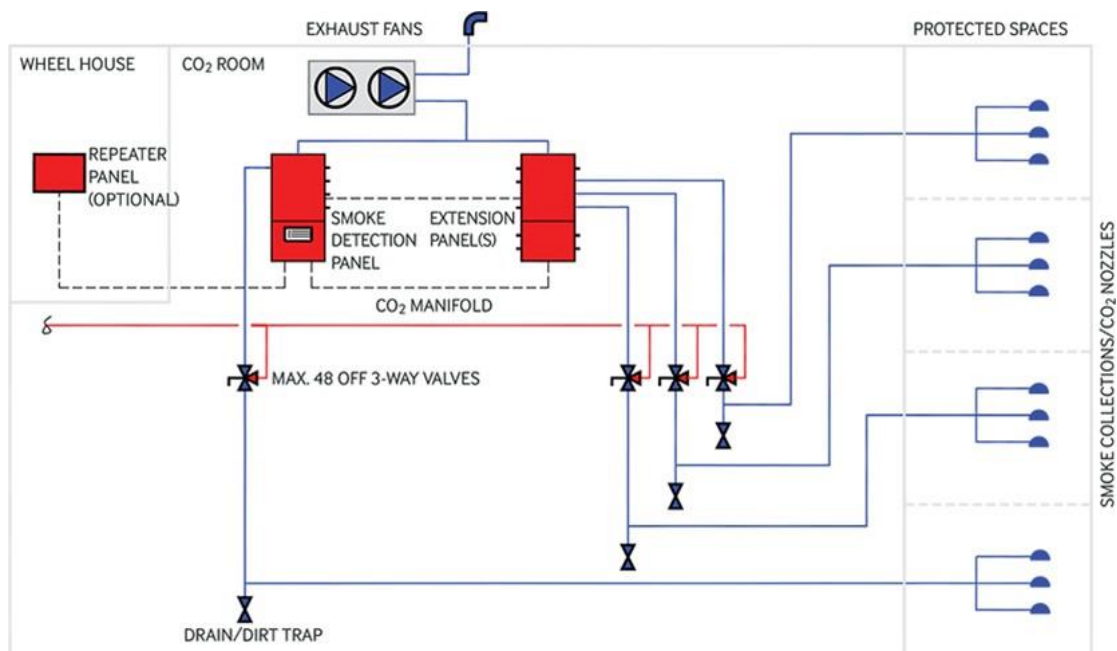 EXHAUST FANS
PROTECTED SPACES
WHEEL HOUSE
CO₂ ROOM
REPEATER
PANEL
(OPTIONAL)
SMOKE
DETECTION
PANEL
EXTENSION
PANEL(S)
CO₂ MANIFOLD
MAX. 48 OFF 3-WAY VALVES
DRAIN/DIRT TRAP
SMOKE COLLECTIONS/CO₂ NOZZLES